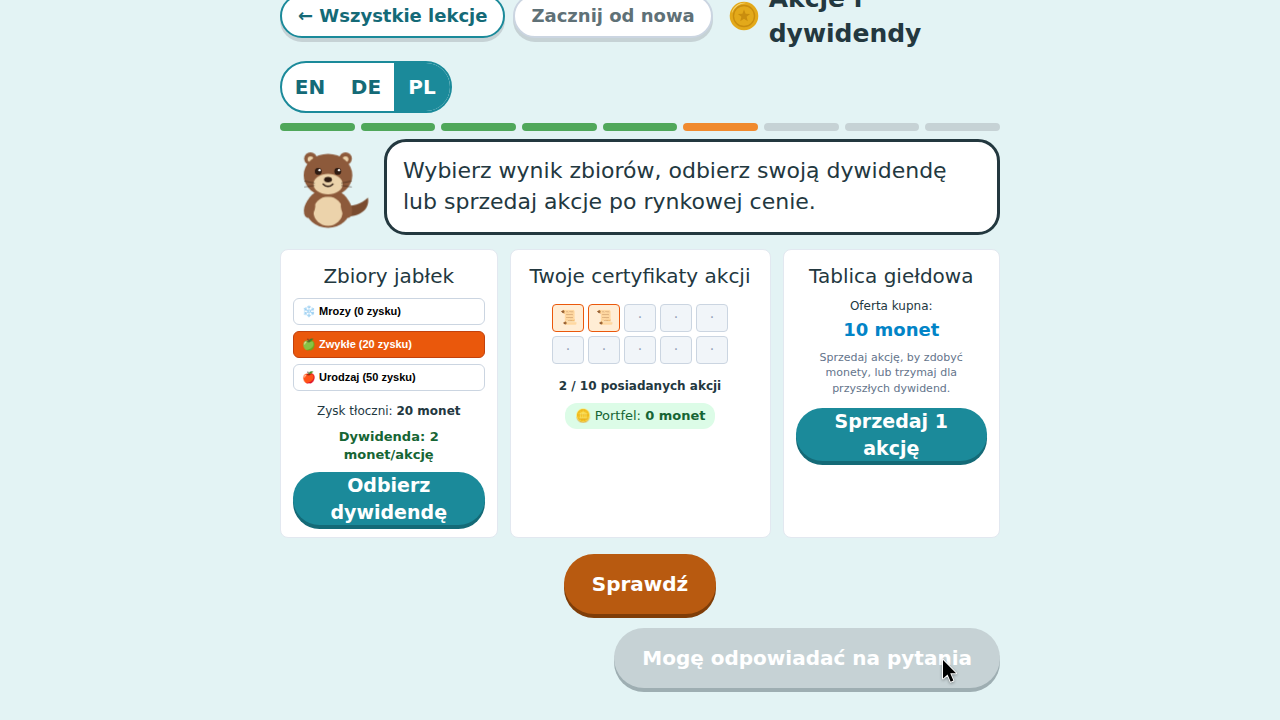 ← Wszystkie lekcje
Zacznij od nowa
Akcje i
dywidendy
EN DE PL
Wybierz wynik zbiorów, odbierz swoją dywidendę
lub sprzedaj akcje po rynkowej cenie.
Zbiory jabłek
Mrozy (0 zysku)
Zwykłe (20 zysku)
Urodzaj (50 zysku)
Zysk tłoczni: 20 monet
Dywidenda: 2
monet/akcję
Odbierz
dywidendę
Twoje certyfikaty akcji
2 / 10 posiadanych akcji
Portfel: 0 monet
Tablica giełdowa
Oferta kupna:
10 monet
Sprzedaj akcję, by zdobyć
monety, lub trzymaj dla
przyszłych dywidend.
Sprzedaj 1
akcję
Sprawdź
Mogę odpowiadać na pytania